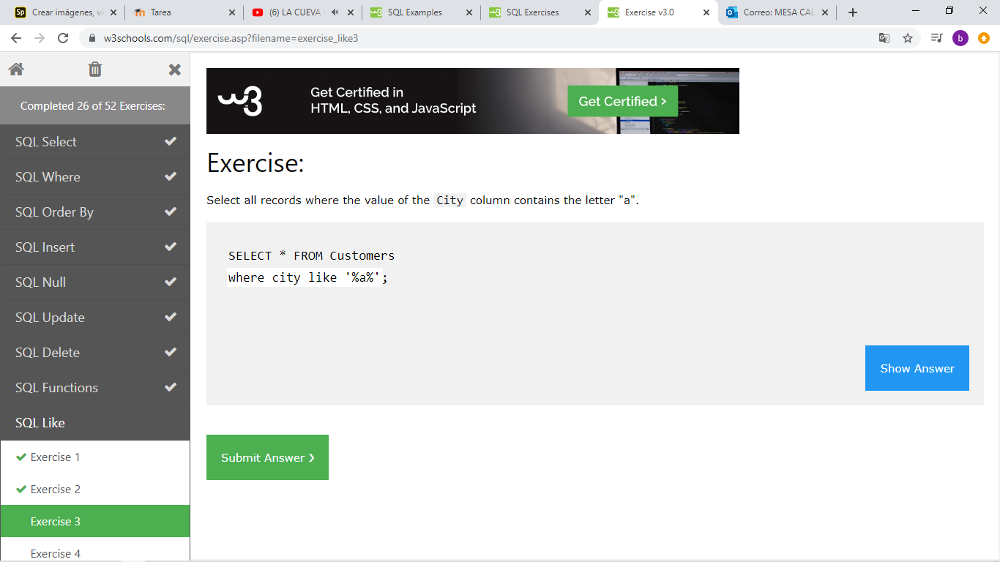 Crear imágenes, ví
Tarea
(6) LA CUEVA S
SQL Examples
SQL Exercises
Exercise v3.0
Correo: MESA CAL
w3schools.com/sql/exercise.asp?filename=exercise_like3
b
Completed 26 of 52 Exercises:
SQL Select
SQL Where
SQL Order By
SQL Insert
SQL Null
SQL Update
SQL Delete
SQL Functions
SQL Like
Exercise 1
Exercise 2
Exercise 3
Exercise 4
w3
Get Certified in
HTML, CSS, and JavaScript
Get Certified >
Exercise:
Select all records where the value of the City column contains the letter "a".
SELECT * FROM Customers
where city like '%a%';
Show Answer
Submit Answer ❯